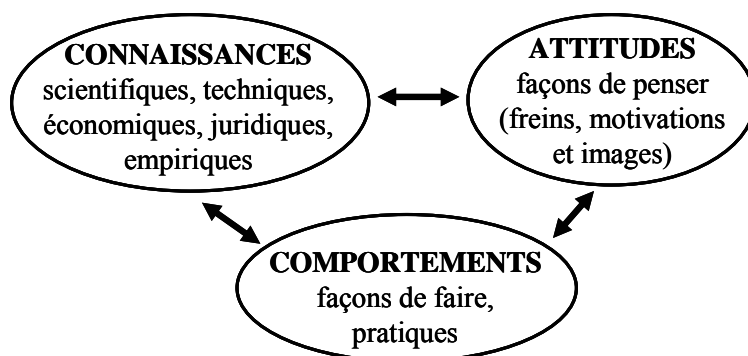 CONNAISSANCES
scientifiques, techniques,
économiques, juridiques,
empiriques
ATTITUDES
façons de penser
(freins, motivations
et images)
COMPORTEMENTS
façons de faire,
pratiques